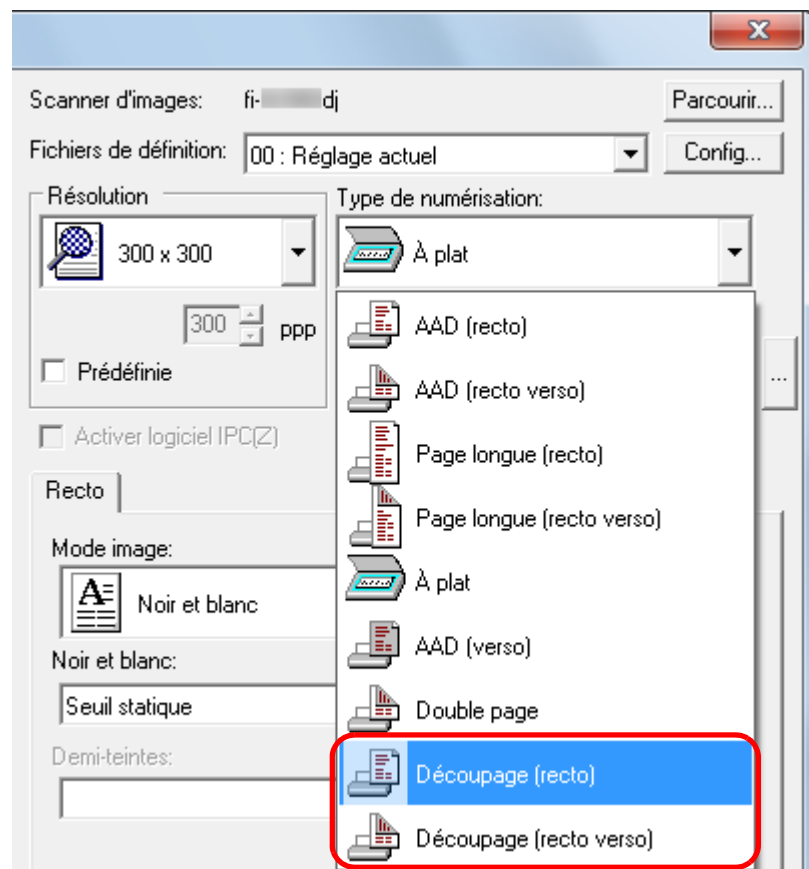 Scanner d'images: fi- dj Parcourir...
Fichiers de définition: 00 : Réglage actuel Config...
Résolution
Type de numérisation:
300 x 300
À plat
300 ppp
Prédéfinie
...
Activer logiciel IPC(Z)
AAD (recto)
AAD (recto verso)
Page longue (recto)
Page longue (recto verso)
À plat
AAD (verso)
Double page
Découpage (recto)
Découpage (recto verso)
Recto
Mode image:
Noir et blanc
Noir et blanc:
Seuil statique
Demi-teintes: